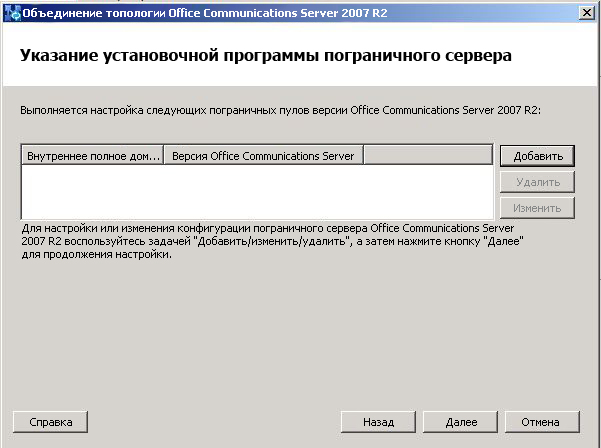 Объединение топологии Office Communications Server 2007 R2
Указание установочной программы пограничного сервера
Выполняется настройка следующих пограничных пулов версии Office Communications Server 2007 R2:
Внутреннее полное дом... Версия Office Communications Server
Добавить
Удалить
Изменить
Для настройки или изменения конфигурации пограничного сервера Office Communications Server
2007 R2 воспользуйтесь задачей "Добавить/изменить/удалить", а затем нажмите кнопку "Далее"
для продолжения настройки.
Справка Назад Далее Отмена